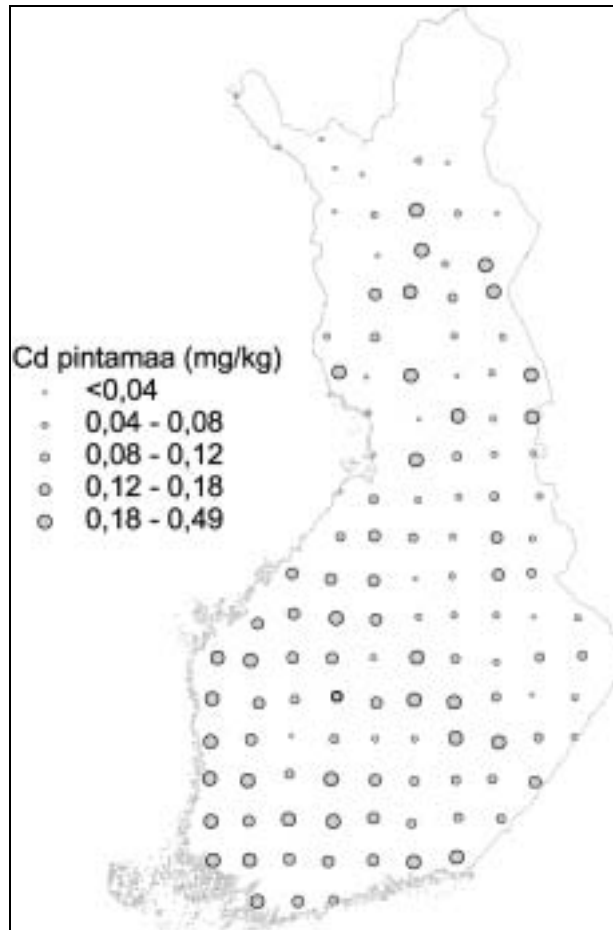 Cd pintamaa (mg/kg)
<0,04
0,04 - 0,08
0,08 - 0,12
0,12 - 0,18
0,18 - 0,49